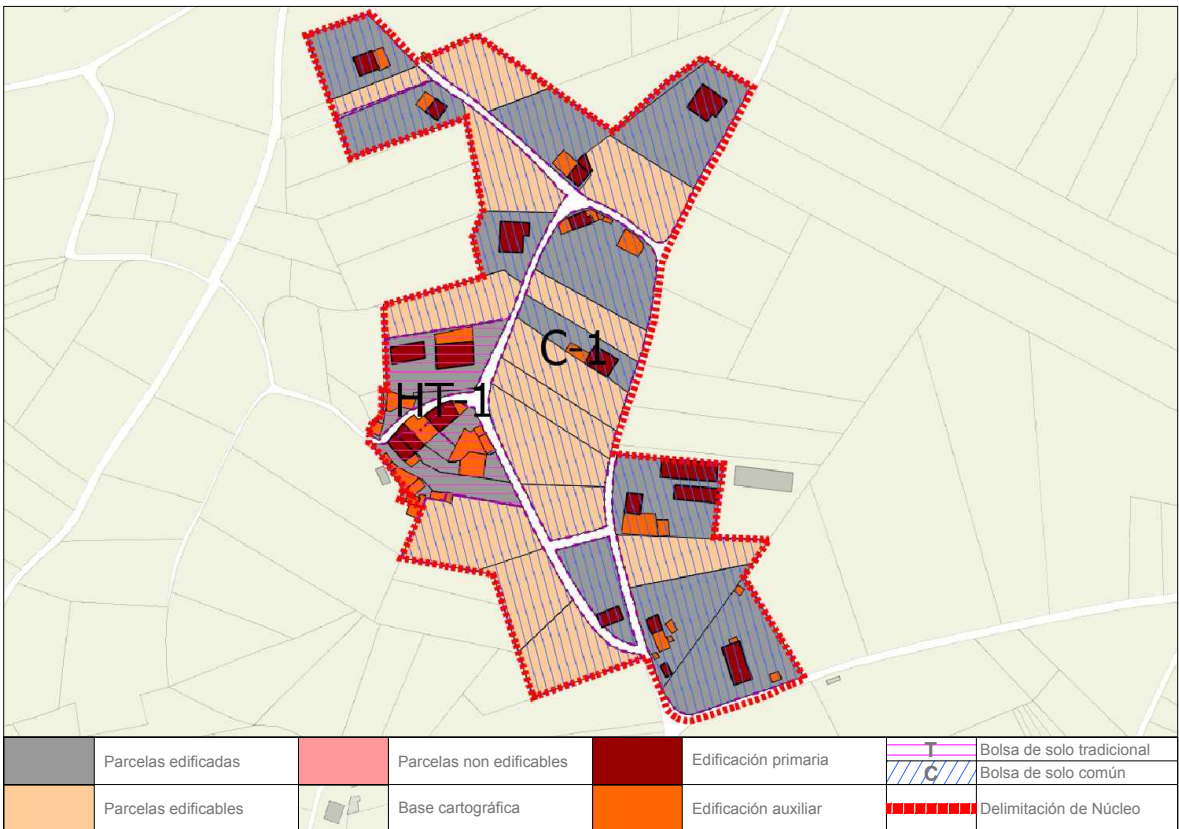 C-1
HT-1
Parcelas edificadas
Parcelas non edificables
Edificación primaria
T
Bolsa de solo tradicional
C
Bolsa de solo común
Parcelas edificables
Base cartográfica
Edificación auxiliar
Delimitación de Núcleo